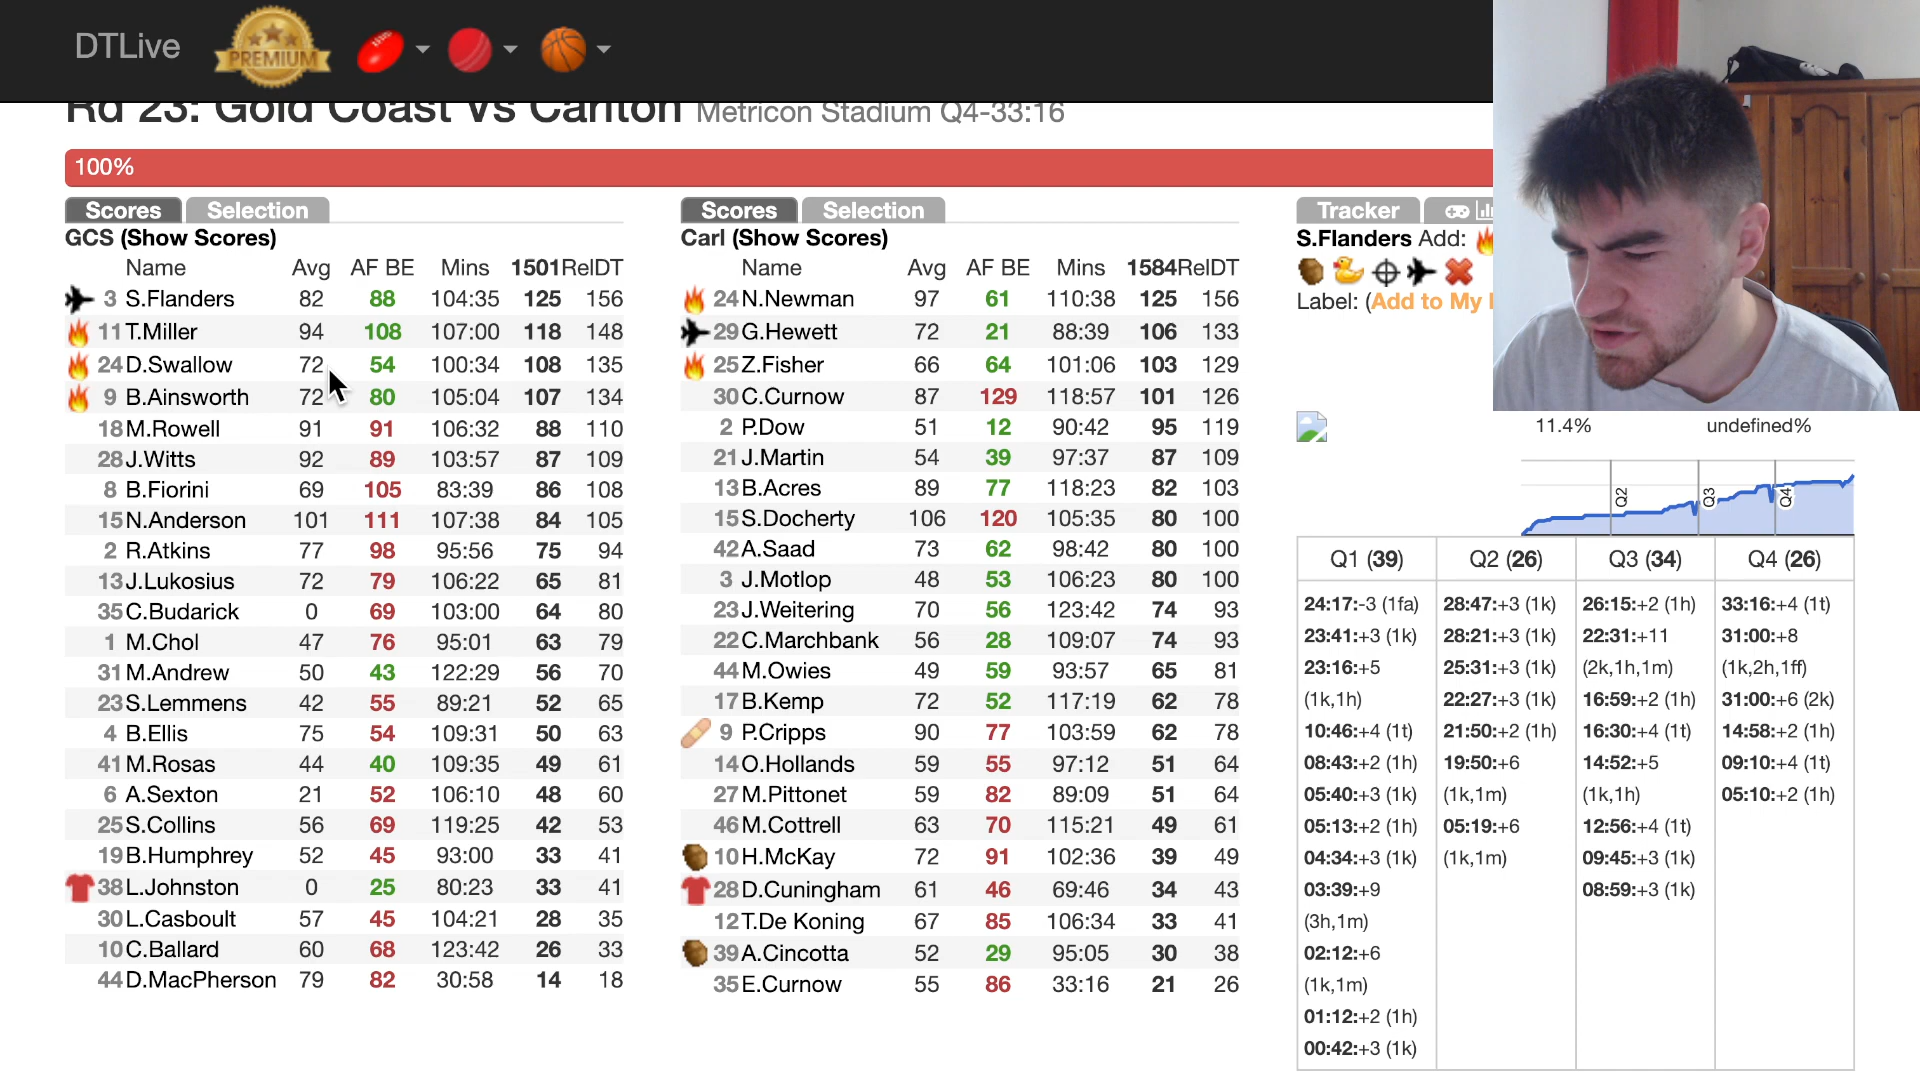 DTLive
PREMIUM
Rd 23: Gold Coast Vs Carlton Metricon Stadium Q4-33:16
100%
Scores Selection
GCS (Show Scores)
Name Avg AF BE Mins 1501 RelDT
3 S.Flanders 82 88 104:35 125 156
11 T.Miller 94 108 107:00 118 148
24 D.Swallow 72 54 100:34 108 135
9 B.Ainsworth 72 80 105:04 107 134
18 M.Rowell 91 91 106:32 88 110
28 J.Witts 92 89 103:57 87 109
8 B.Fiorini 69 105 83:39 86 108
15 N.Anderson 101 111 107:38 84 105
2 R.Atkins 77 98 95:56 75 94
13 J.Lukosius 72 79 106:22 65 81
35 C.Budarick 0 69 103:00 64 80
1 M.Chol 47 76 95:01 63 79
31 M.Andrew 50 43 122:29 56 70
23 S.Lemmens 42 55 89:21 52 65
4 B.Ellis 75 54 109:31 50 63
41 M.Rosas 44 40 109:35 49 61
6 A.Sexton 21 52 106:10 48 60
25 S.Collins 56 69 119:25 42 53
19 B.Humphrey 52 45 93:00 33 41
38 L.Johnston 0 25 80:23 33 41
30 L.Casboult 57 45 104:21 28 35
10 C.Ballard 60 68 123:42 26 33
44 D.MacPherson 79 82 30:58 14 18
Scores Selection
Carl (Show Scores)
Name Avg AF BE Mins 1584 RelDT
24 N.Newman 97 61 110:38 125 156
29 G.Hewett 72 21 88:39 106 133
25 Z.Fisher 66 64 101:06 103 129
30 C.Curnow 87 129 118:57 101 126
2 P.Dow 51 12 90:42 95 119
21 J.Martin 54 39 97:37 87 109
13 B.Acres 89 77 118:23 82 103
15 S.Docherty 106 120 105:35 80 100
42 A.Saad 73 62 98:42 80 100
3 J.Motlop 48 53 106:23 80 100
23 J.Weitering 70 56 123:42 74 93
22 C.Marchbank 56 28 109:07 74 93
44 M.Owies 49 59 93:57 65 81
17 B.Kemp 72 52 117:19 62 78
9 P.Cripps 90 77 103:59 62 78
14 O.Hollands 59 55 97:12 51 64
27 M.Pittonet 59 82 89:09 51 64
46 M.Cottrell 63 70 115:21 49 61
10 H.McKay 72 91 102:36 39 49
28 D.Cuningham 61 46 69:46 34 43
12 T.De Koning 67 85 106:34 33 41
39 A.Cincotta 52 29 95:05 30 38
35 E.Curnow 55 86 33:16 21 26
Tracker
S.Flanders Add:
Label: (Add to My
11.4% undefined%
Q2 Q3 Q4
Q1 (39)
24:17:-3 (1fa)
23:41:+3 (1k)
23:16:+5
(1k,1h)
10:46:+4 (1t)
08:43:+2 (1h)
05:40:+3 (1k)
05:13:+2 (1h)
04:34:+3 (1k)
03:39:+9
(3h,1m)
02:12:+6
(1k,1m)
01:12:+2 (1h)
00:42:+3 (1k)
Q2 (26)
28:47:+3 (1k)
28:21:+3 (1k)
25:31:+3 (1k)
22:27:+3 (1k)
21:50:+2 (1h)
19:50:+6
(1k,1m)
05:19:+6
(1k,1m)
Q3 (34)
26:15:+2 (1h)
22:31:+11
(2k,1h,1m)
16:59:+2 (1h)
16:30:+4 (1t)
14:52:+5
(1k,1h)
12:56:+4 (1t)
09:45:+3 (1k)
08:59:+3 (1k)
Q4 (26)
33:16:+4 (1t)
31:00:+8
(1k,2h,1ff)
31:00:+6 (2k)
14:58:+2 (1h)
09:10:+4 (1t)
05:10:+2 (1h)